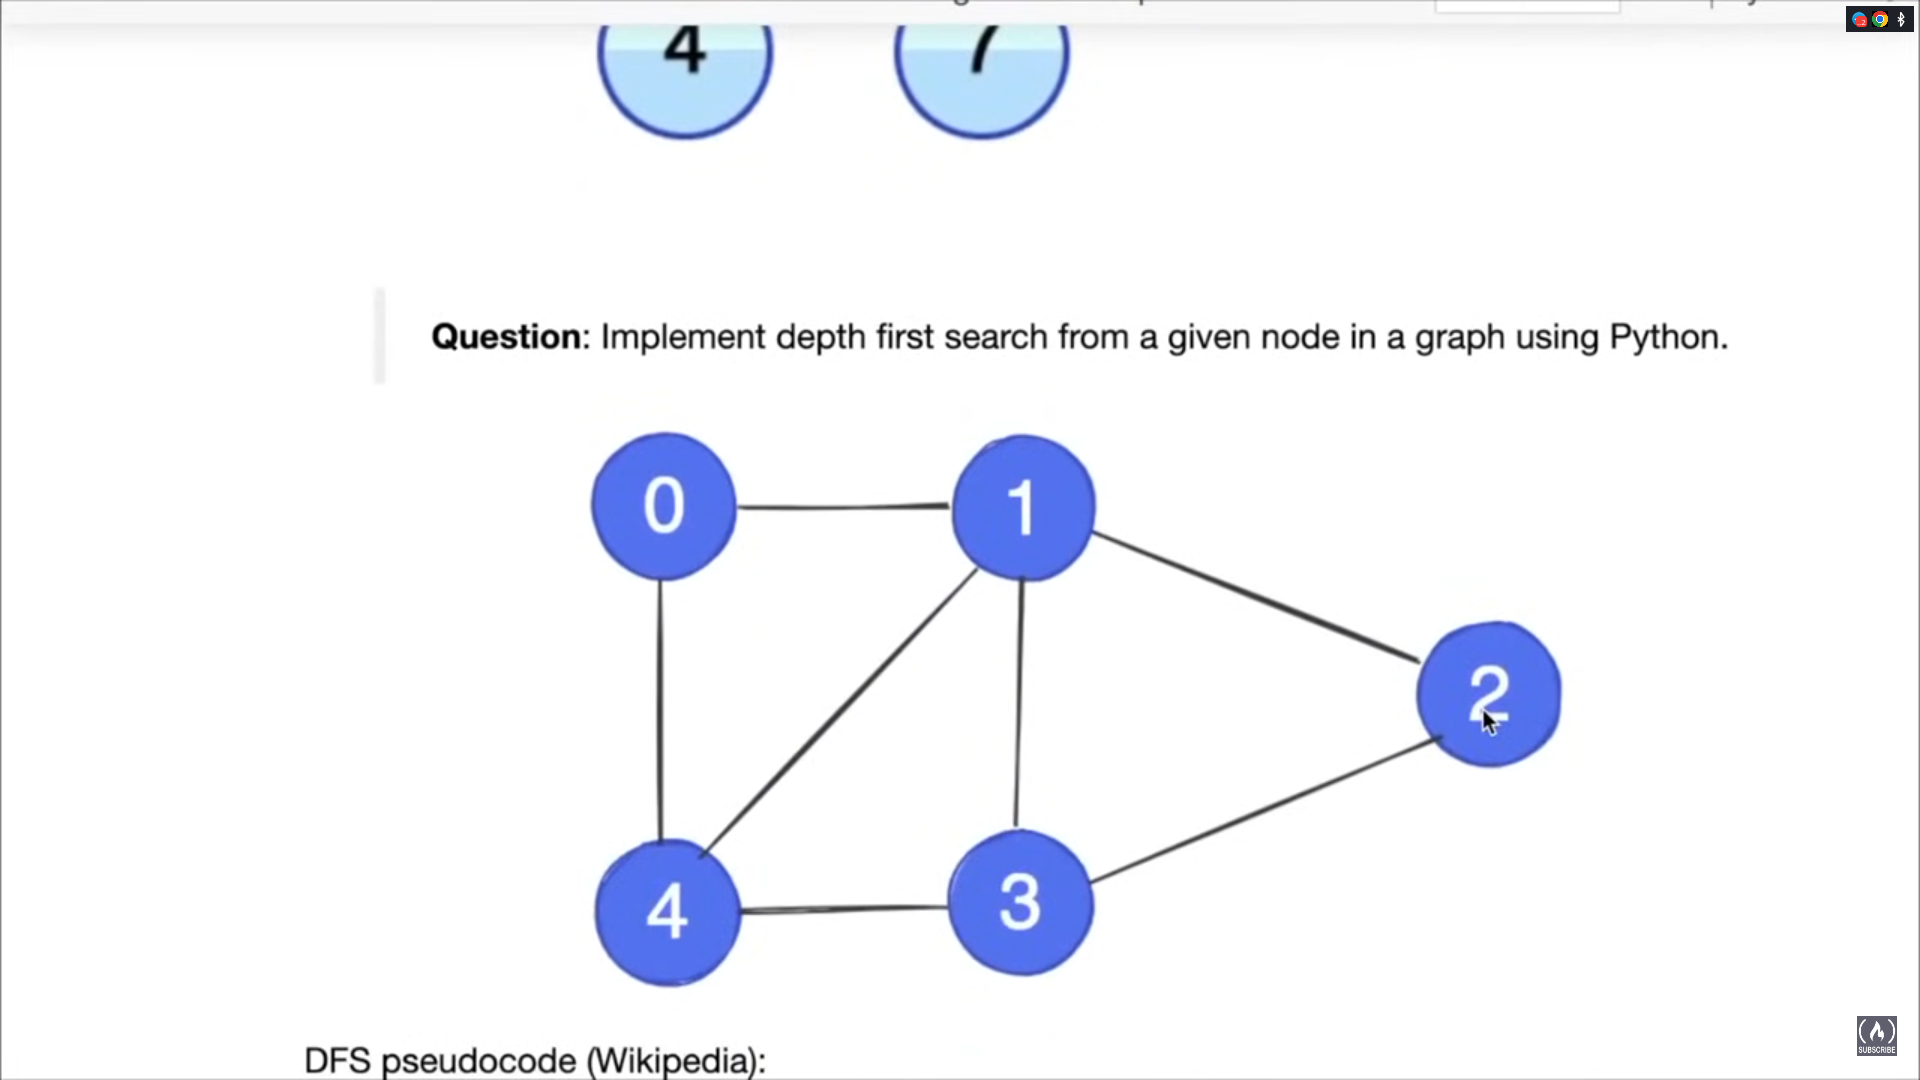 4 7
Question: Implement depth first search from a given node in a graph using Python.
0 1
2
4 3
DFS pseudocode (Wikipedia):
SUBSCRIBE